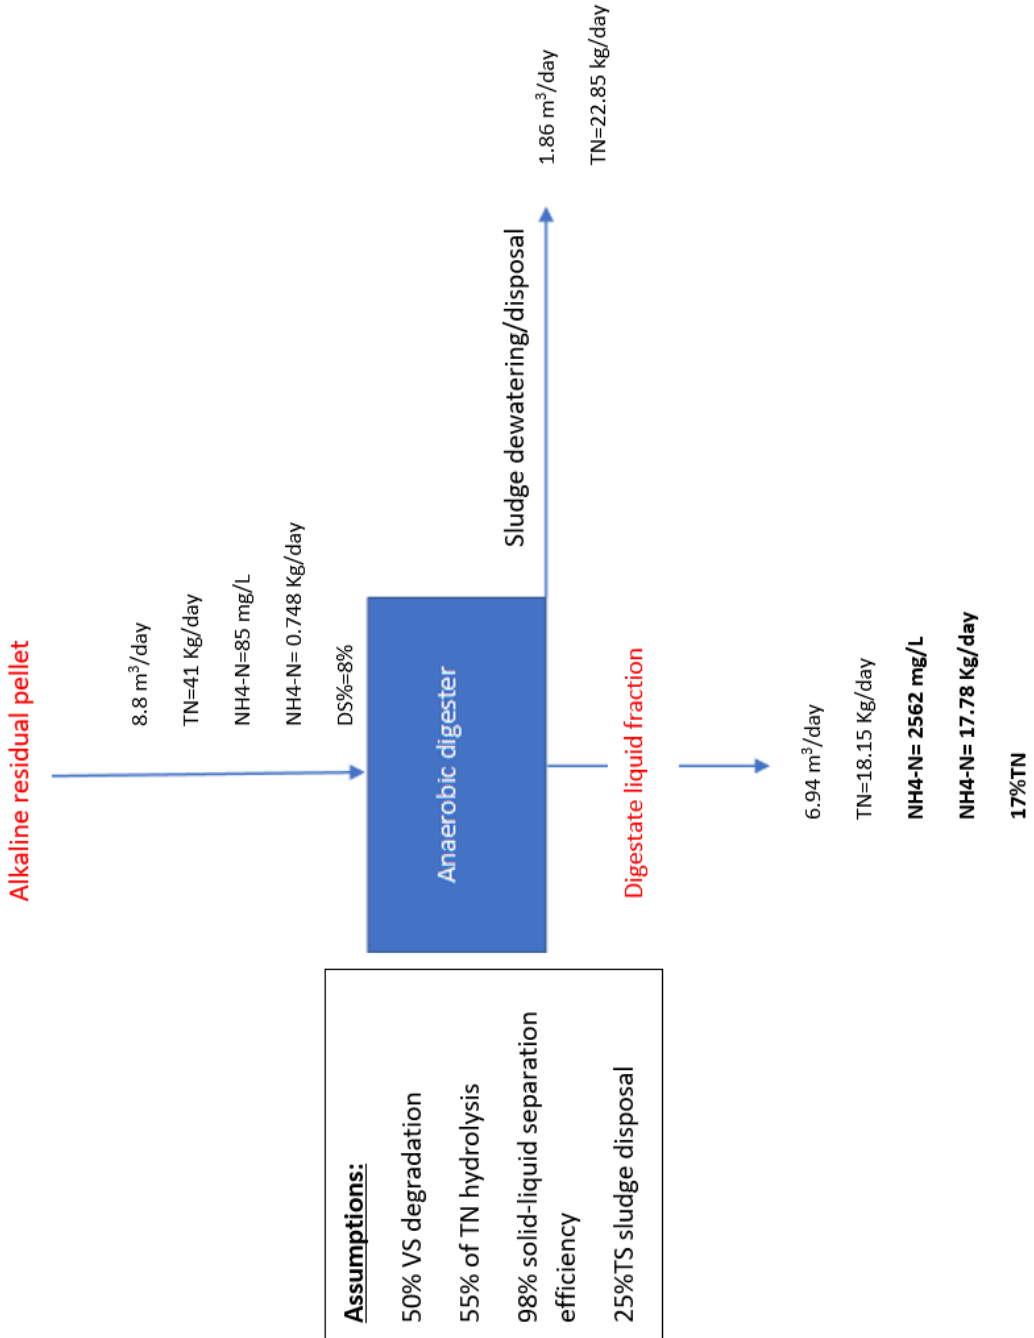 Alkaline residual pellet
8.8 m³/day
TN=41 Kg/day
NH4-N=85 mg/L
NH4-N= 0.748 Kg/day
DS%=8%
Assumptions:
50% VS degradation
55% of TN hydrolysis
98% solid-liquid separation
efficiency
25%TS sludge disposal
Anaerobic digester
Sludge dewatering/disposal
1.86 m³/day
TN=22.85 kg/day
Digestate liquid fraction
6.94 m³/day
TN=18.15 Kg/day
NH4-N= 2562 mg/L
NH4-N= 17.78 Kg/day
17%TN